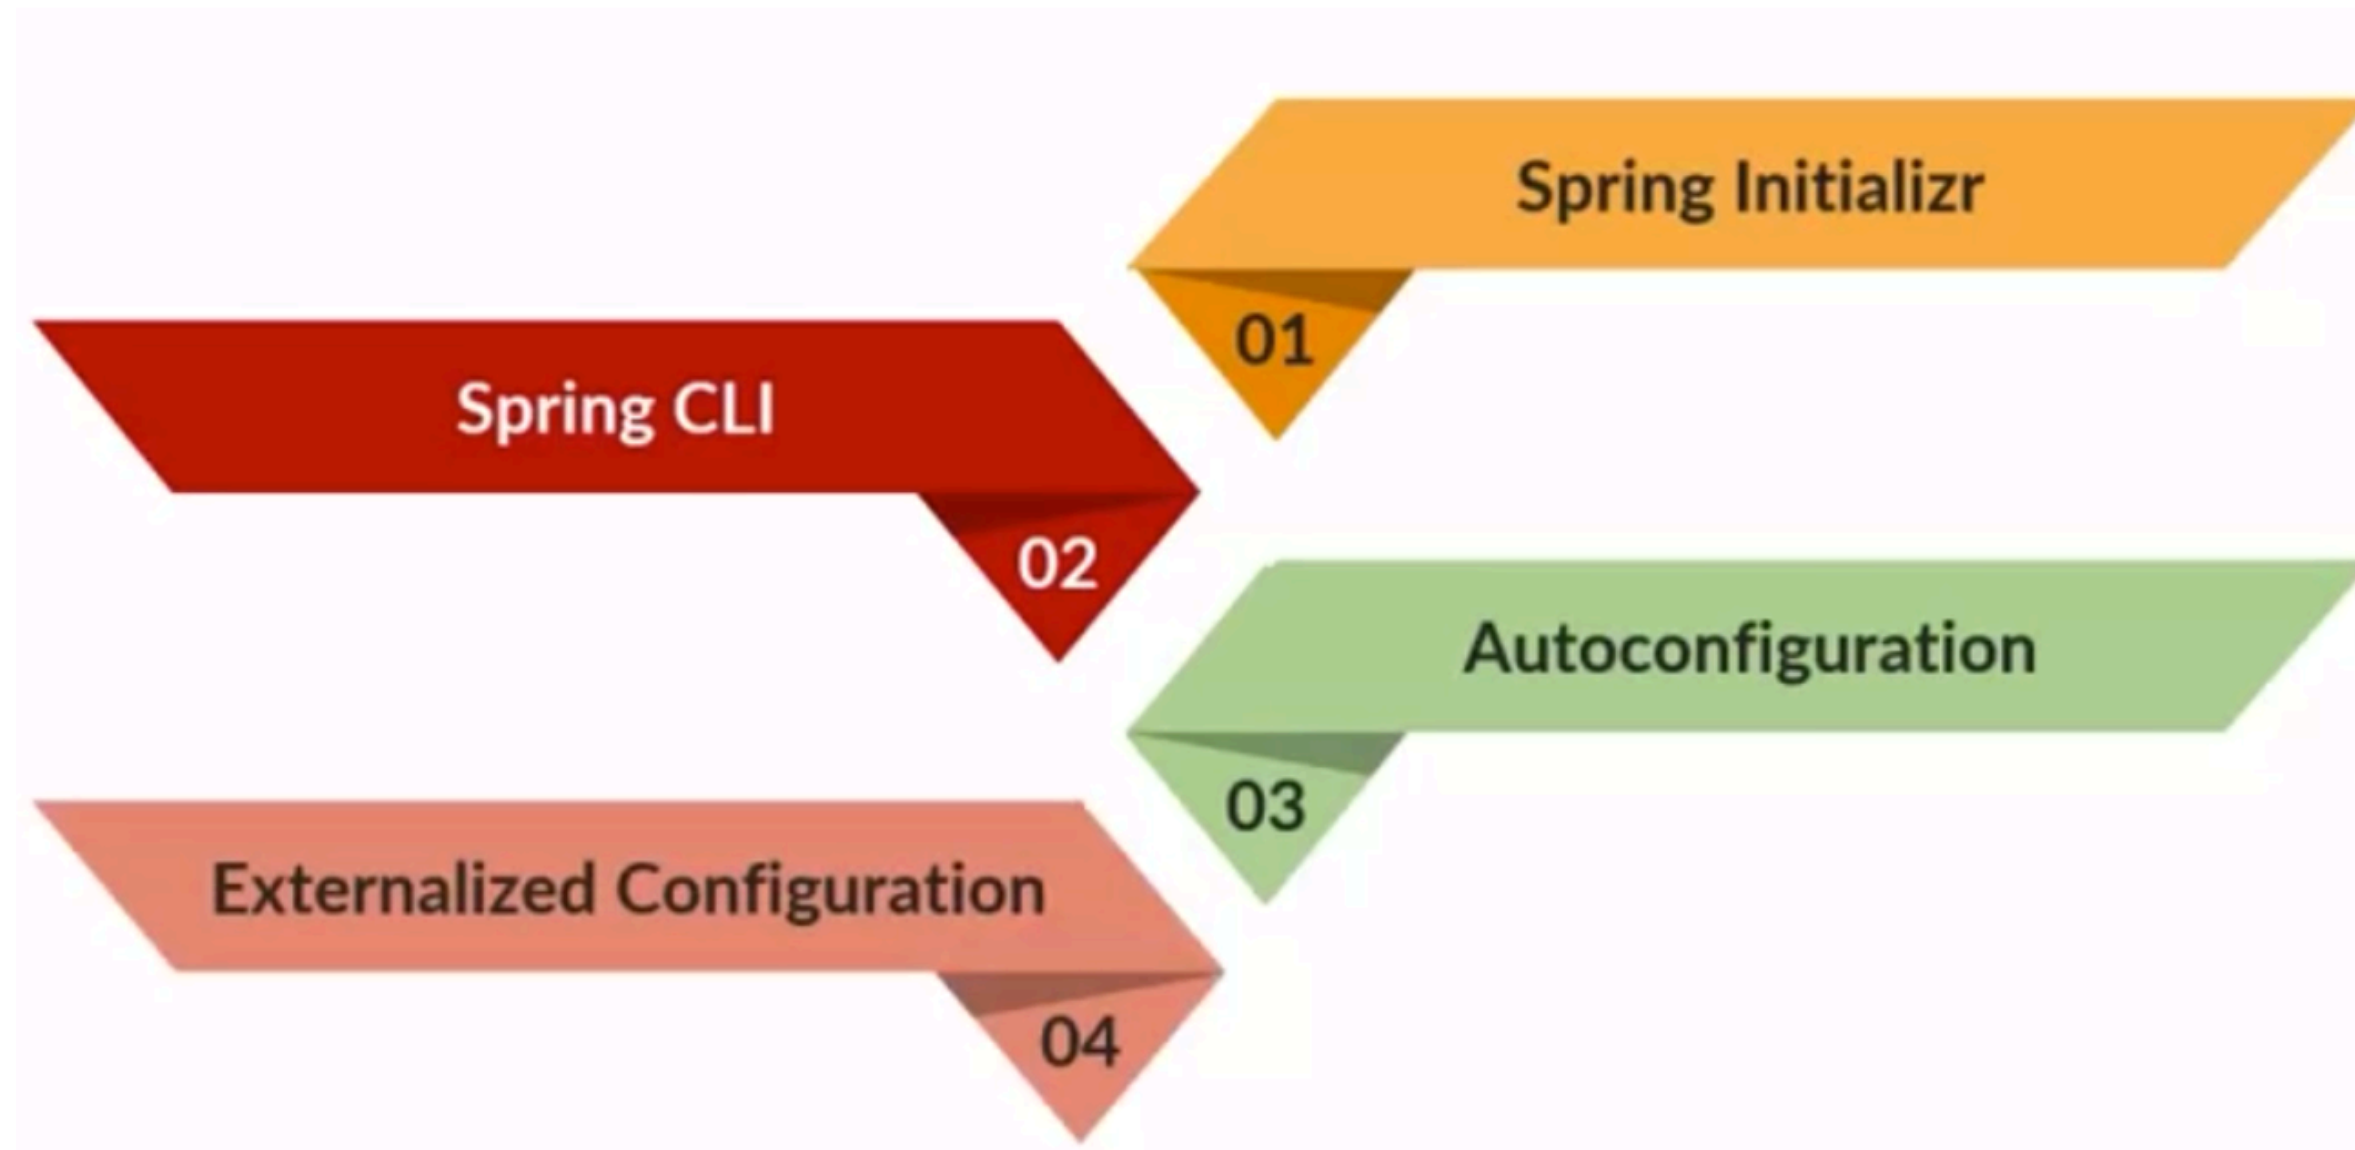 Spring Initializr
01
Spring CLI
02
Autoconfiguration
03
Externalized Configuration
04